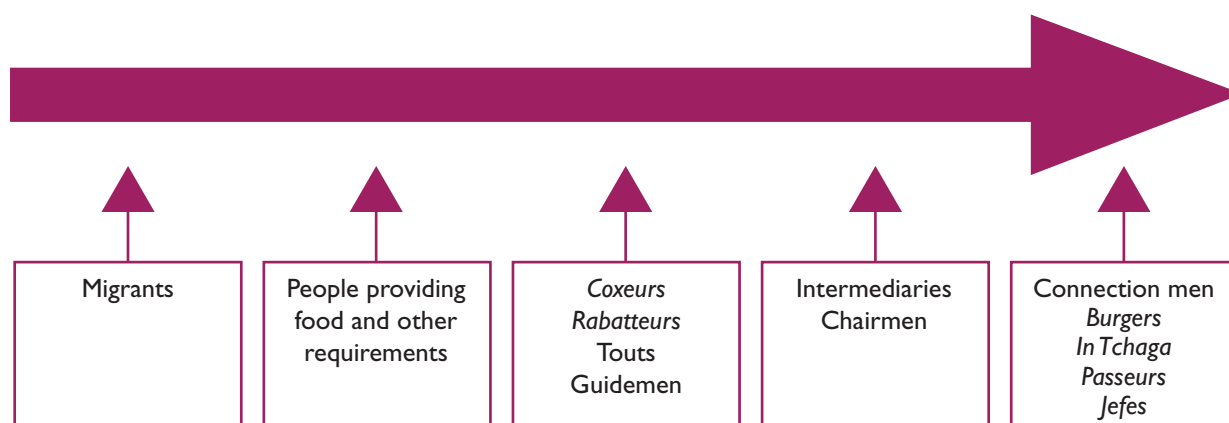 Migrants
People providing
food and other
requirements
Coxeurs
Rabatteurs
Touts
Guidemen
Intermediaries
Chairmen
Connection men
Burgers
In Tchaga
Passeurs
Jefes